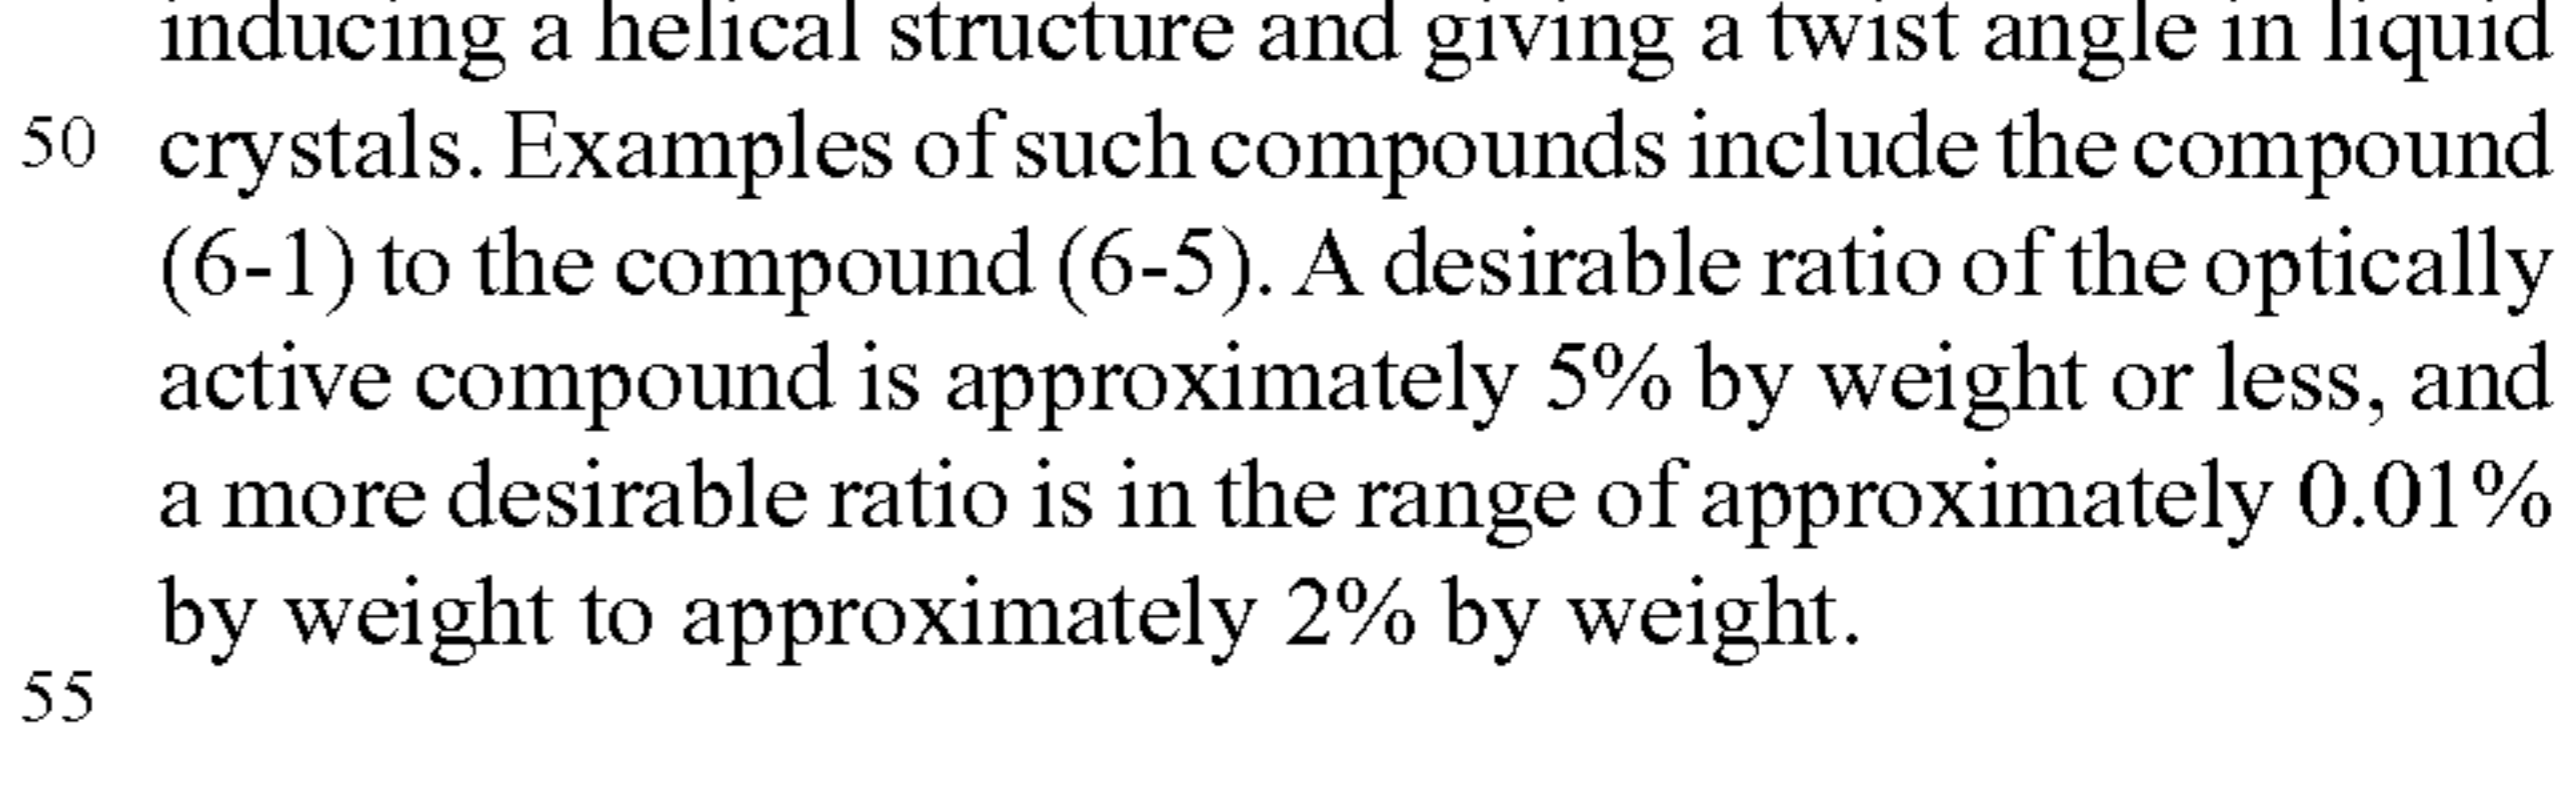 inducing a helical structure and giving a twist angle in liquid
50 crystals. Examples of such compounds include the compound
(6-1) to the compound (6-5). A desirable ratio of the optically
active compound is approximately 5% by weight or less, and
a more desirable ratio is in the range of approximately 0.01%
by weight to approximately 2% by weight.
55